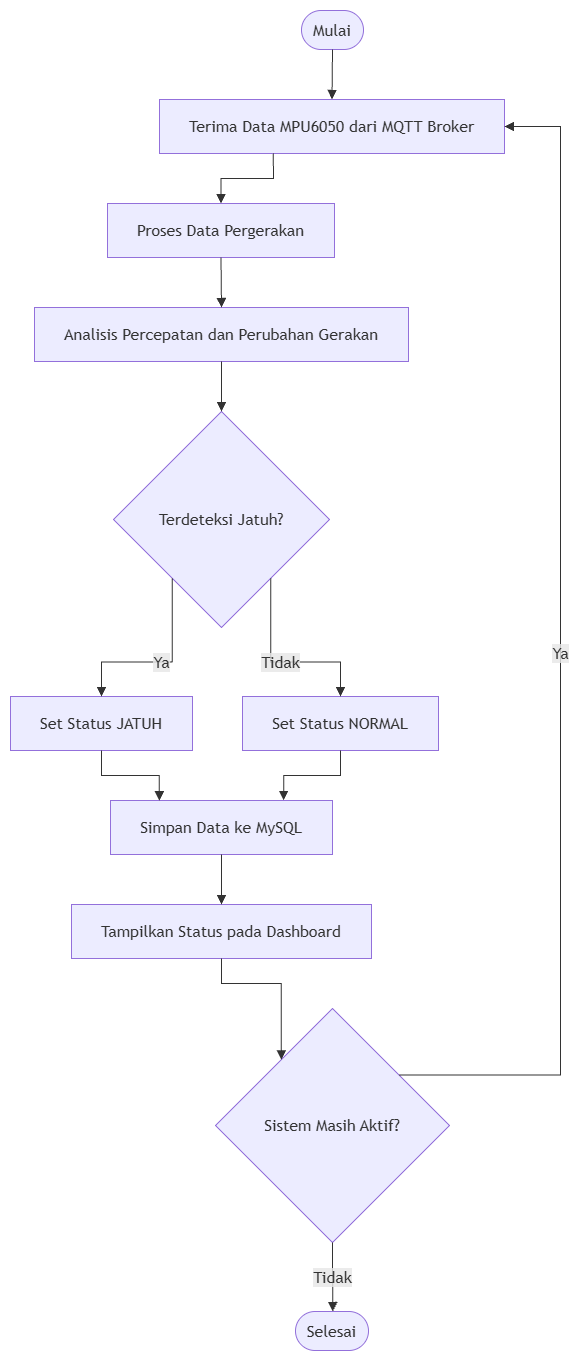 Mulai
Terima Data MPU6050 dari MQTT Broker
Proses Data Pergerakan
Analisis Percepatan dan Perubahan Gerakan
Terdeteksi Jatuh?
Ya
Tidak
Set Status JATUH
Set Status NORMAL
Simpan Data ke MySQL
Tampilkan Status pada Dashboard
Sistem Masih Aktif?
Ya
Tidak
Selesai